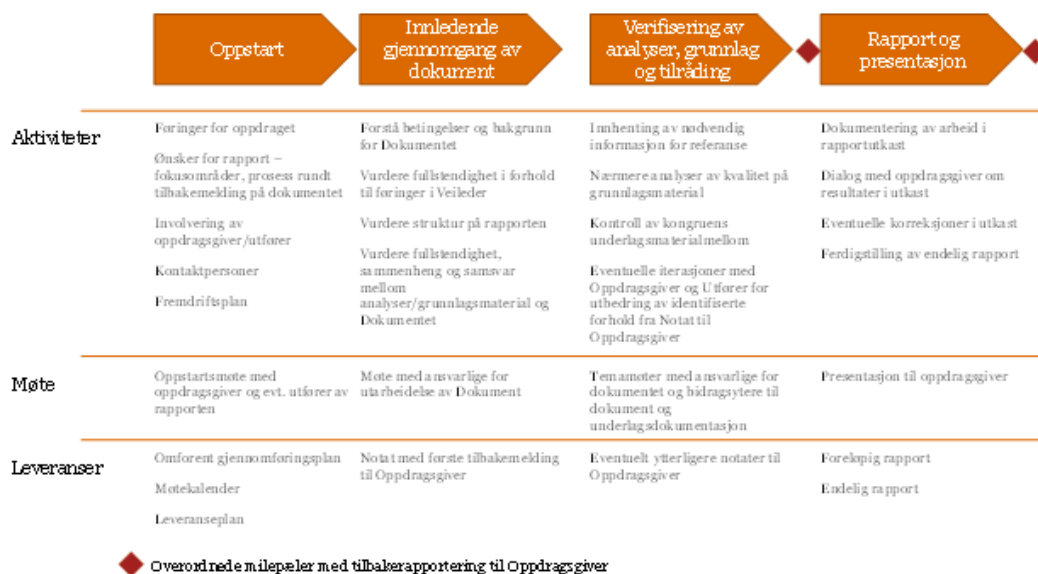 Oppstart
Innledende
gjennomgang av
dokument
Verifisering av
analyser, grunnlag
og tilråding
Rapport og
presentasjon
Aktiviteter
Føringer for oppdraget
Ønsker for rapport –
fokusområder, prosess rundt
tilbakemelding på dokumentet
Involvering av
oppdragsgiver/utfører
Kontaktpersoner
Fremdriftsplan
Forstå betingelser og bakgrunn
for Dokumentet
Vurdere fullstendighet i forhold
til føringer i Veileder
Vurdere struktur på rapporten
Vurdere fullstendighet,
sammenheng og samsvar
mellom
analyser/grunnlagsmaterial og
Dokumentet
Innhenting av nødvendig
informasjon for referanse
Nærmere analyser av kvalitet på
grunnlagsmaterial
Kontroll av kongruens
underlagsmaterialmellom
Eventuelle iterasjoner med
Oppdragsgiver og Utfører for
utbedring av identifiserte
forhold fra Notat til
Oppdragsgiver
Dokumentering av arbeid i
rapportutkast
Dialog med oppdragsgiver om
resultater i utkast
Eventuelle korreksjoner i utkast
Ferdigstilling av endelig rapport
Møte
Oppstartsmøte med
oppdragsgiver og evt. utfører av
rapporten
Møte med ansvarlige for
utarbeidelse av Dokument
Temamøter med ansvarlige for
dokumentet og bidragsytere til
dokument og
underlagsdokumentasjon
Presentasjon til oppdragsgiver
Leveranser
Omforent gjennomføringsplan
Møtekalender
Leveranseplan
Notat med første tilbakemelding
til Oppdragsgiver
Eventuelt ytterligere notater til
Oppdragsgiver
Foreløpig rapport
Endelig rapport
Overordnede milepæler med tilbakerapportering til Oppdragsgiver